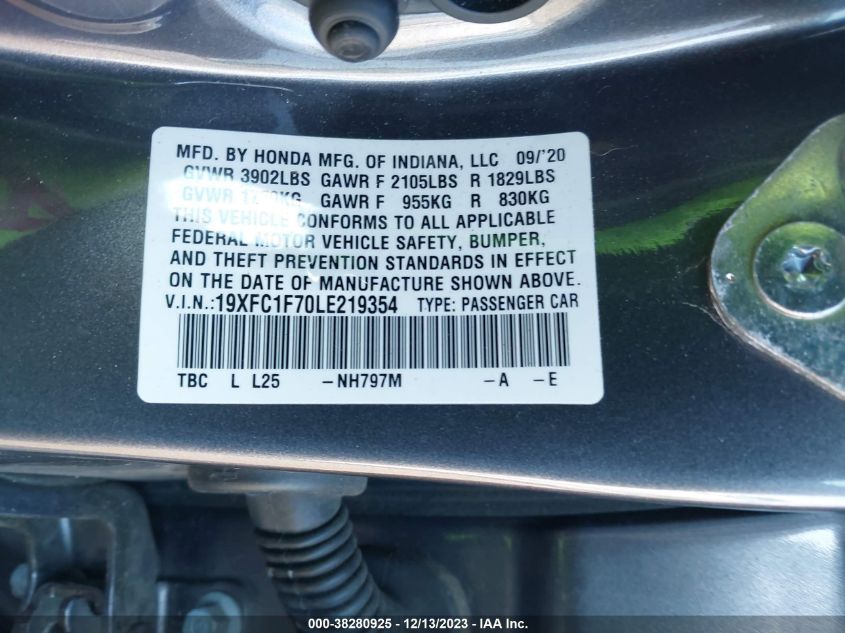 MFD. BY HONDA MFG. OF INDIANA, LLC 09/'20
GVWR 3902LBS GAWR F 2105LBS R 1829LBS
GVWR KG GAWR F 955KG R 830KG
THIS VEHICLE CONFORMS TO ALL APPLICABLE
FEDERAL MOTOR VEHICLE SAFETY, BUMPER,
AND THEFT PREVENTION STANDARDS IN EFFECT
ON THE DATE OF MANUFACTURE SHOWN ABOVE.
V.I.N.:19XFC1F70LE219354 TYPE: PASSENGER CAR
TBC L L25 -NH797M -A -E
000-38280925 - 12/13/2023 - IAA Inc.